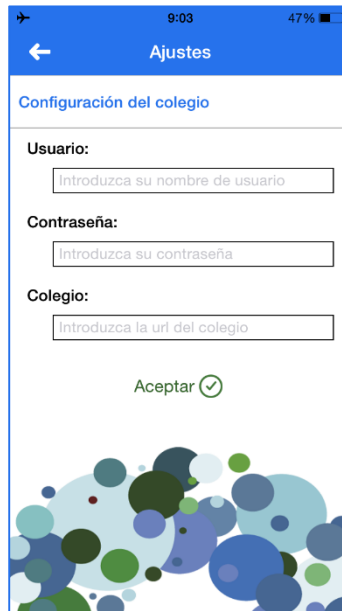 9:03
47%
Ajustes
Configuración del colegio
Usuario:
Introduzca su nombre de usuario
Contraseña:
Introduzca su contraseña
Colegio:
Introduzca la url del colegio
Aceptar